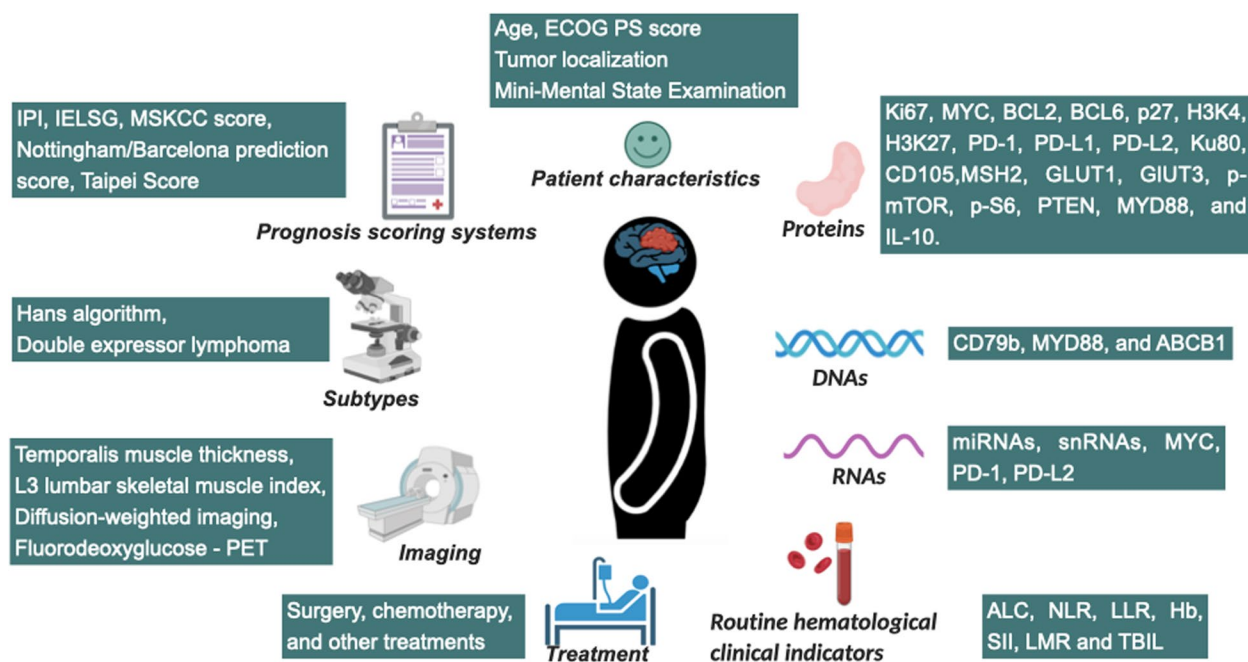 Age, ECOG PS score
Tumor localization
Mini-Mental State Examination
Patient characteristics
IPI, IELSG, MSKCC score,
Nottingham/Barcelona prediction
score, Taipei Score
Prognosis scoring systems
Ki67, MYC, BCL2, BCL6, p27, H3K4,
H3K27, PD-1, PD-L1, PD-L2, Ku80,
CD105,MSH2, GLUT1, GIUT3, p-
mTOR, p-S6, PTEN, MYD88, and
IL-10.
Proteins
Hans algorithm,
Double expressor lymphoma
Subtypes
CD79b, MYD88, and ABCB1
DNAs
Temporalis muscle thickness,
L3 lumbar skeletal muscle index,
Diffusion-weighted imaging,
Fluorodeoxyglucose - PET
Imaging
miRNAs, snRNAs, MYC,
PD-1, PD-L2
RNAs
Surgery, chemotherapy,
and other treatments
Treatment
Routine hematological
clinical indicators
ALC, NLR, LLR, Hb,
SII, LMR and TBIL